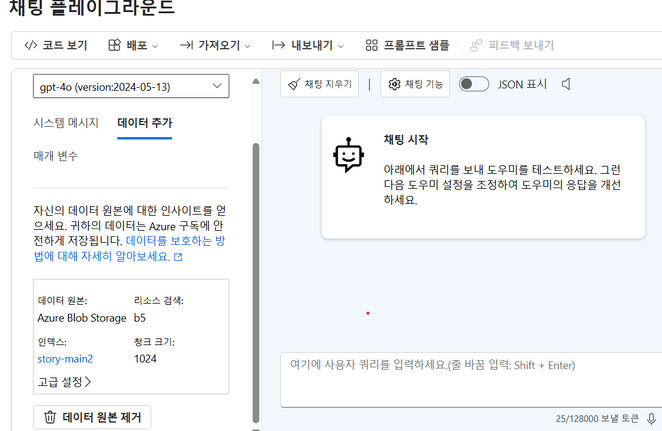 채팅 플레이그라운드
코드 보기
배포
가져오기
내보내기
프롬프트 샘플
피드백 보내기
gpt-4o (version:2024-05-13)
시스템 메시지
데이터 추가
매개 변수
자신의 데이터 원본에 대한 인사이트를 얻
으세요. 귀하의 데이터는 Azure 구독에 안
전하게 저장됩니다. 데이터를 보호하는 방
법에 대해 자세히 알아보세요.
데이터 원본:
리소스 검색:
Azure Blob Storage
b5
인덱스:
청크 크기:
story-main2
1024
고급 설정
데이터 원본 제거
채팅 지우기
채팅 기능
JSON 표시
채팅 시작
아래에서 쿼리를 보내 도우미를 테스트하세요. 그런
다음 도우미 설정을 조정하여 도우미의 응답을 개선
하세요.
여기에 사용자 쿼리를 입력하세요.(줄 바꿈 입력: Shift + Enter)
25/128000 보낼 토큰